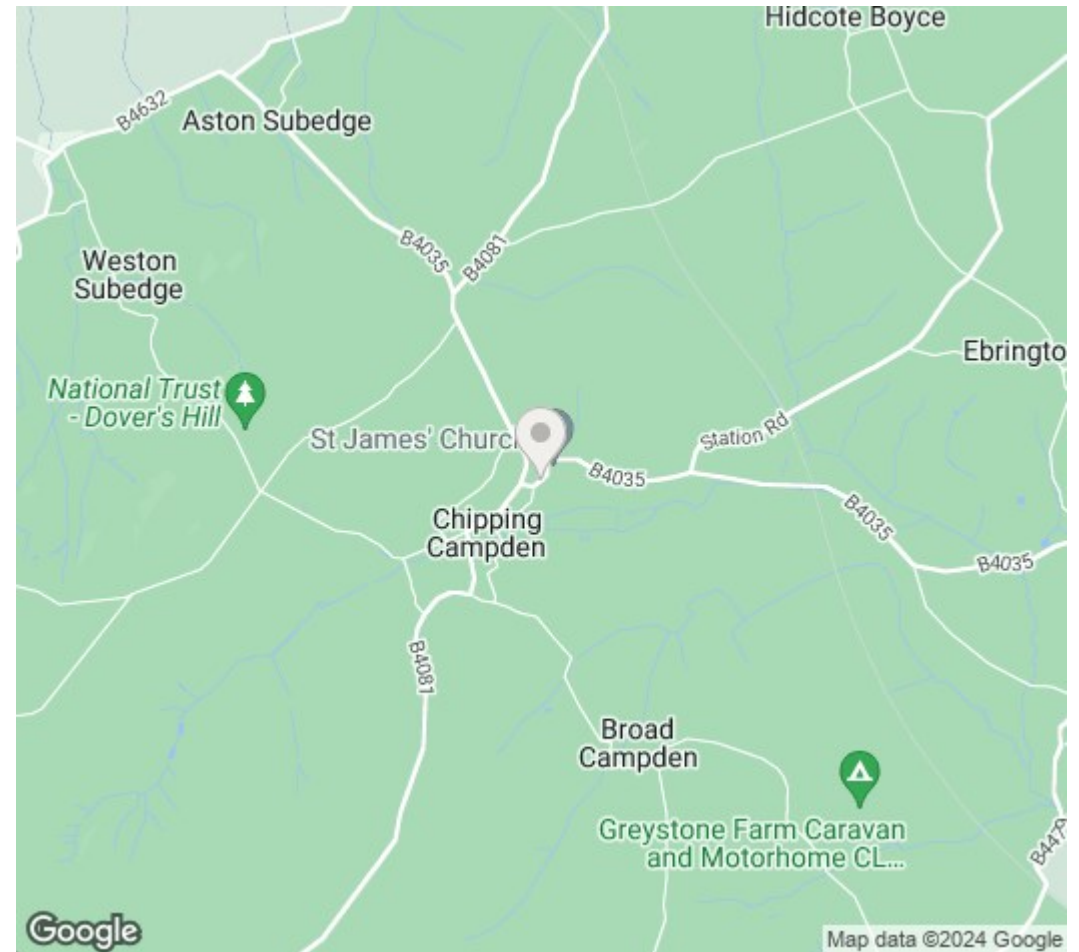 Hidcote Boyce
B4632
Aston Subedge
B4035
B4081
Weston
Subedge
Ebringto
National Trust
- Dover's Hill
St James' Churc
Station Rd
B4035
B4035
B4035
Chipping
Campden
B4081
Broad
Campden
Greystone Farm Caravan
and Motorhome CL...
B4479
Google
Map data ©2024 Google